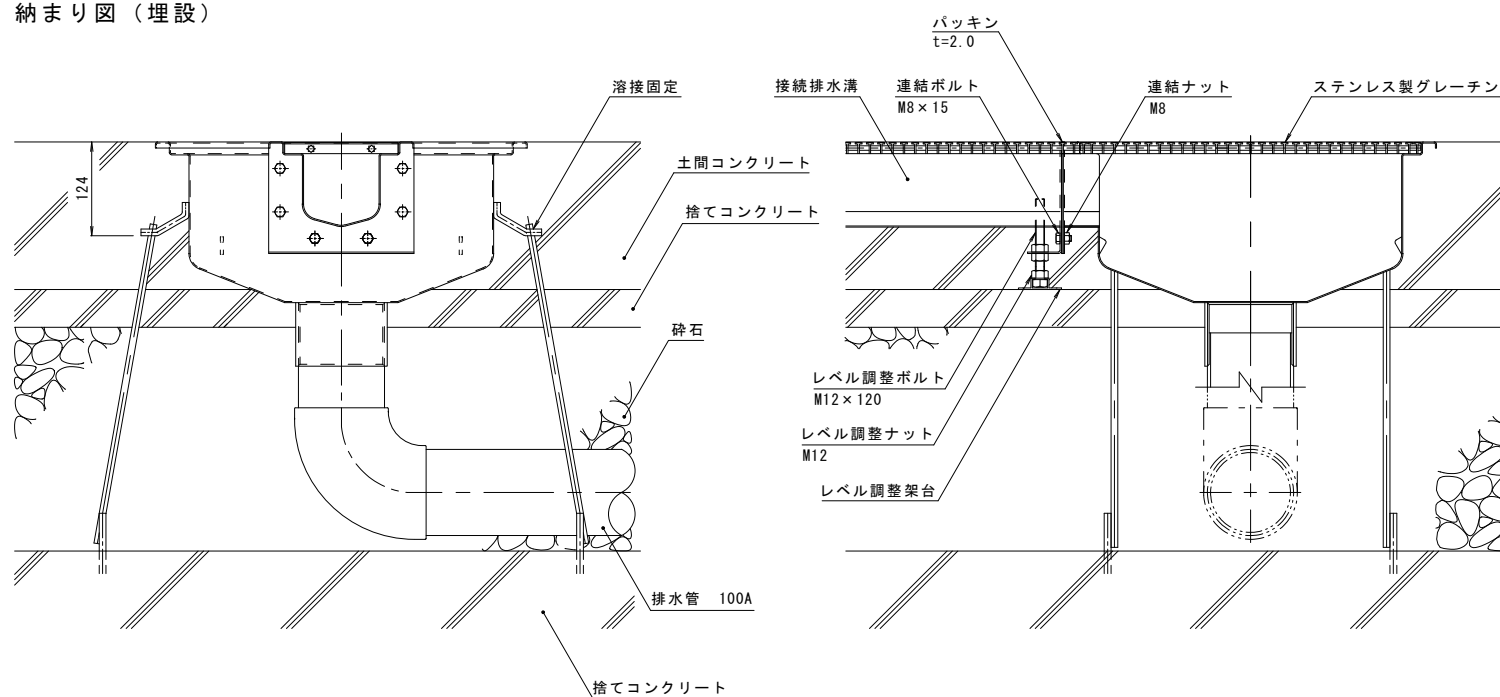 納まり図（埋設）
溶接固定
124
土間コンクリート
捨てコンクリート
砕石
排水管 100A
捨てコンクリート
パッキン
t=2.0
接続排水溝
連結ボルト
M8×15
連結ナット
M8
ステンレス製グレーチン
レベル調整ボルト
M12×120
レベル調整ナット
M12
レベル調整架台